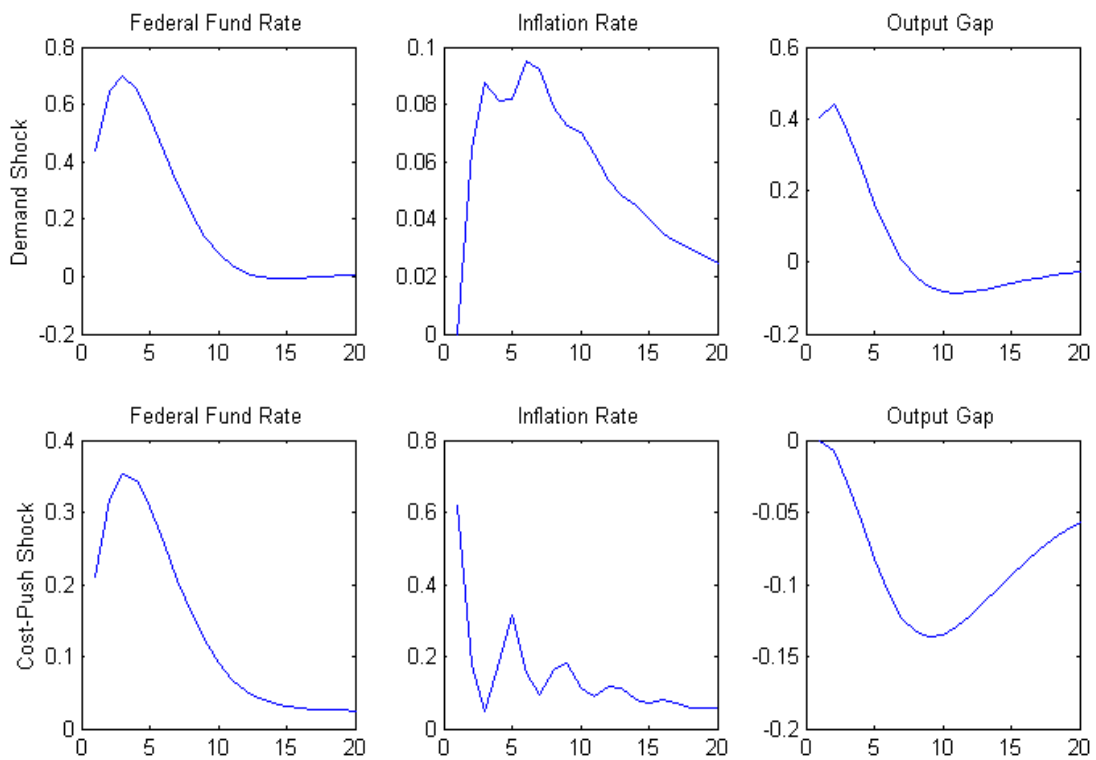 Federal Fund Rate
Inflation Rate
Output Gap
Demand Shock
0.8
0.6
0.4
0.2
0
-0.2
0 5 10 15 20
0.1
0.08
0.06
0.04
0.02
0
0 5 10 15 20
0.6
0.4
0.2
0
-0.2
0 5 10 15 20
Federal Fund Rate
Inflation Rate
Output Gap
Cost-Push Shock
0.4
0.3
0.2
0.1
0
0 5 10 15 20
0.8
0.6
0.4
0.2
0
0 5 10 15 20
0
-0.05
-0.1
-0.15
-0.2
0 5 10 15 20